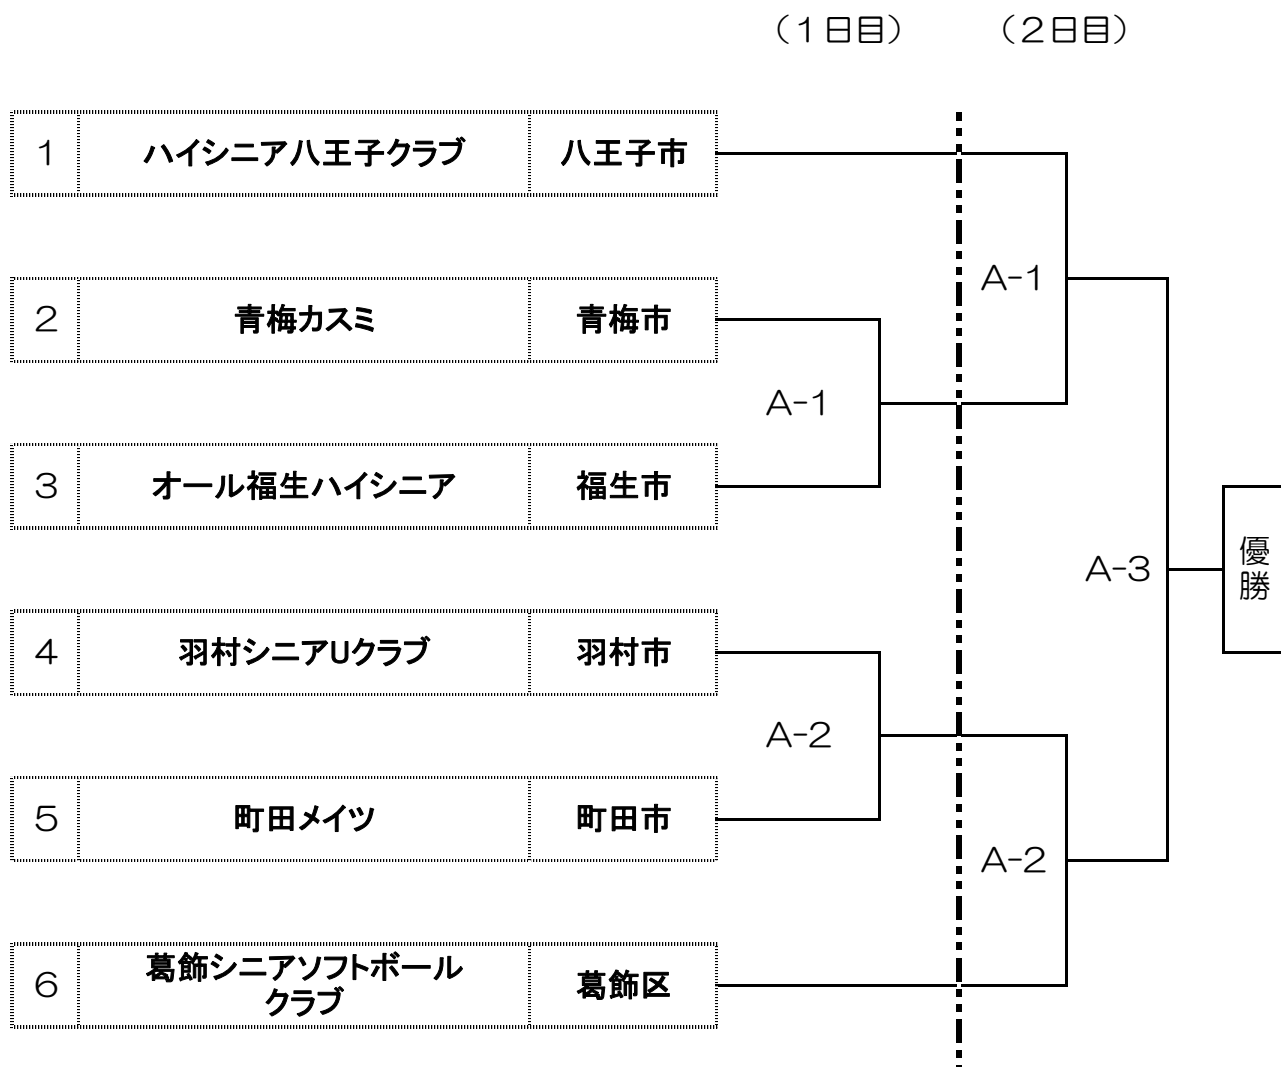 （１日目）
（２日目）
1 ハイシニア八王子クラブ 八王子市
A-1
2 青梅カスミ 青梅市
A-1
3 オール福生ハイシニア 福生市
A-3
優勝
4 羽村シニアUクラブ 羽村市
A-2
5 町田メイツ 町田市
A-2
6 葛飾シニアソフトボール
クラブ
葛飾区